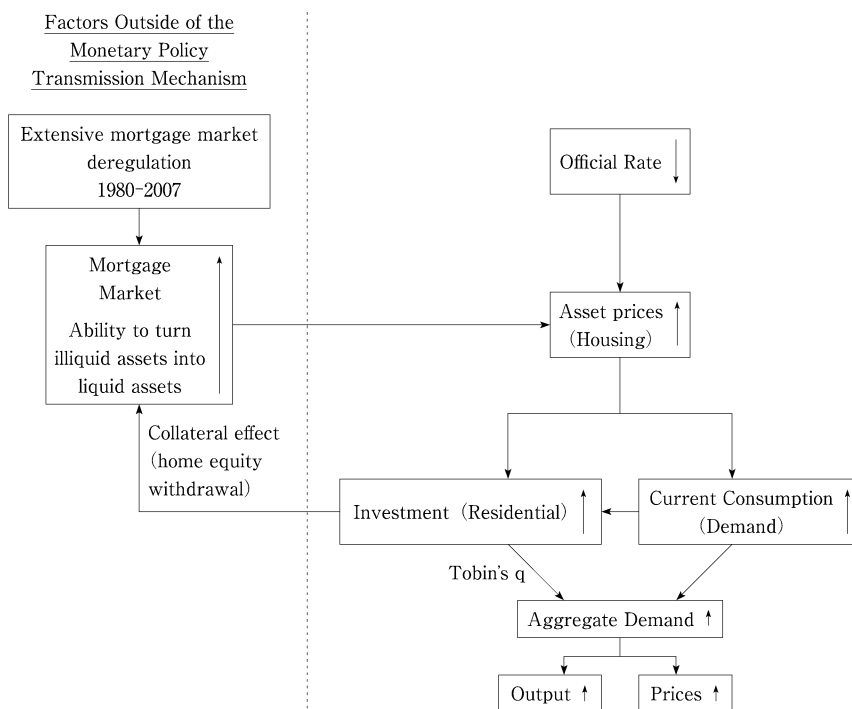 Factors Outside of the
Monetary Policy
Transmission Mechanism
Extensive mortgage market
deregulation
1980-2007
Official Rate
Mortgage
Market
Ability to turn
illiquid assets into
liquid assets
Asset prices
(Housing)
Collateral effect
(home equity
withdrawal)
Investment (Residential)
Current Consumption
(Demand)
Tobin's q
Aggregate Demand
Output
Prices